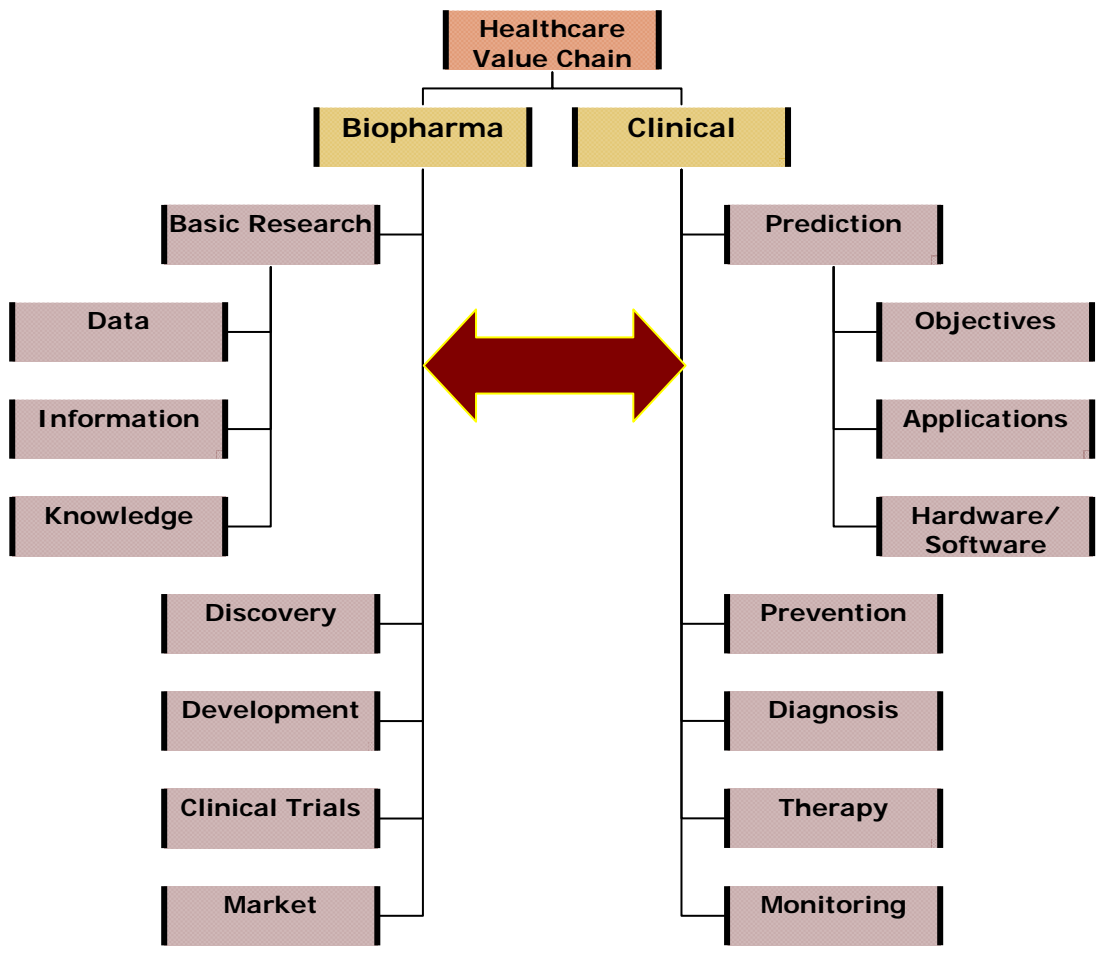 Healthcare
Value Chain
Biopharma
Clinical
Basic Research
Prediction
Data
Objectives
Information
Applications
Knowledge
Hardware/
Software
Discovery
Prevention
Development
Diagnosis
Clinical Trials
Therapy
Market
Monitoring